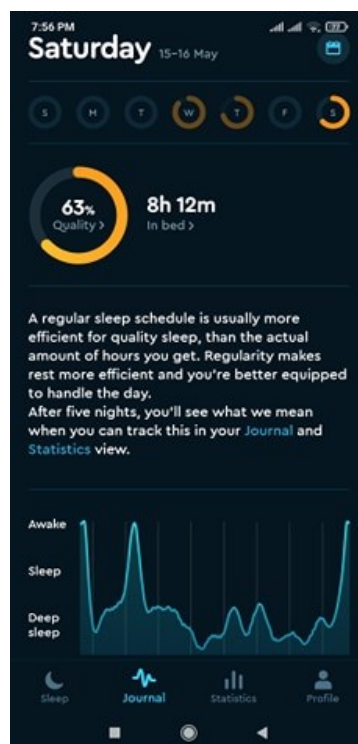 7:56 PM 77
Saturday 15-16 May
S M T W T F S
63%
Quality >
8h 12m
In bed >
A regular sleep schedule is usually more
efficient for quality sleep, than the actual
amount of hours you get. Regularity makes
rest more efficient and you're better equipped
to handle the day.
After five nights, you'll see what we mean
when you can track this in your Journal and
Statistics view.
Awake
Sleep
Deep
sleep
Sleep Journal Statistics Profile